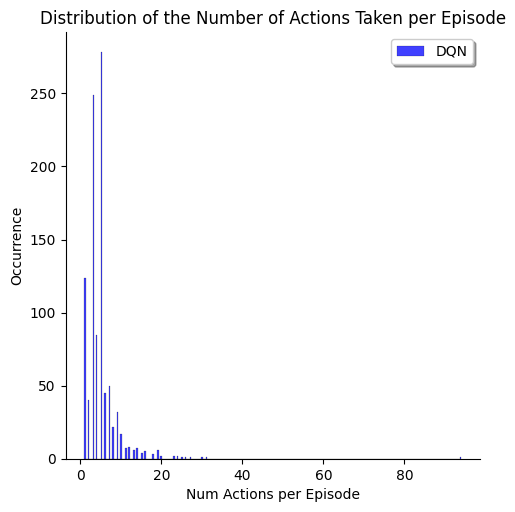 Distribution of the Number of Actions Taken per Episode
DQN
250
200
150
100
50
0
Occurrence
0 20 40 60 80
Num Actions per Episode